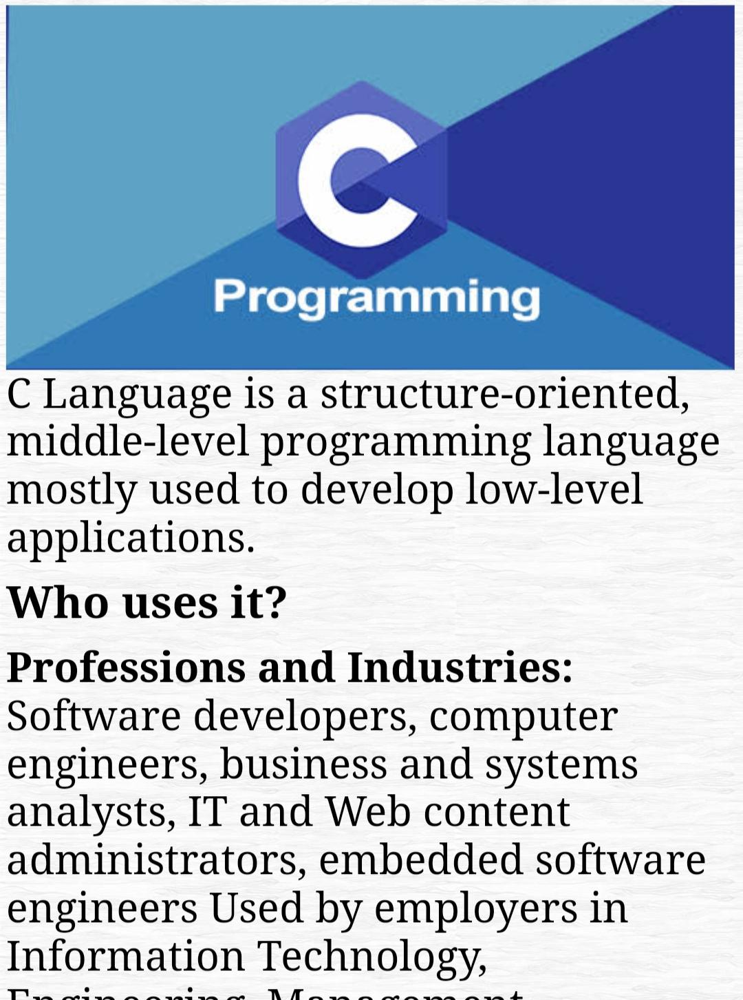 C
Programming
C Language is a structure-oriented,
middle-level programming language
mostly used to develop low-level
applications.
Who uses it?
Professions and Industries:
Software developers, computer
engineers, business and systems
analysts, IT and Web content
administrators, embedded software
engineers Used by employers in
Information Technology,
Engineering, Management